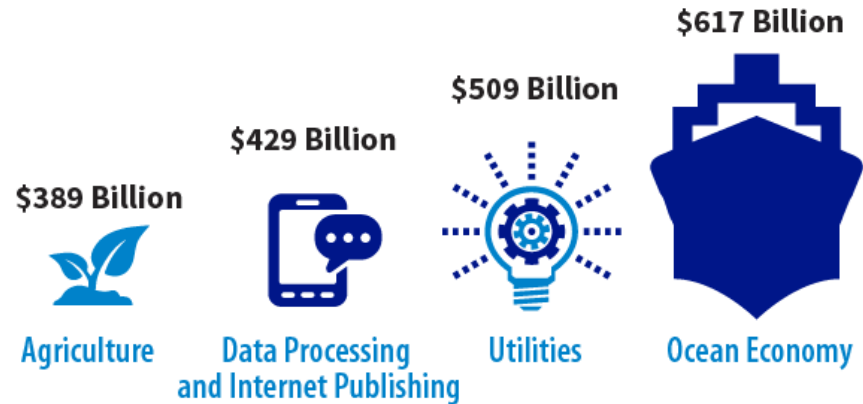 $389 Billion
Agriculture
$429 Billion
Data Processing
and Internet Publishing
$509 Billion
Utilities
$617 Billion
Ocean Economy